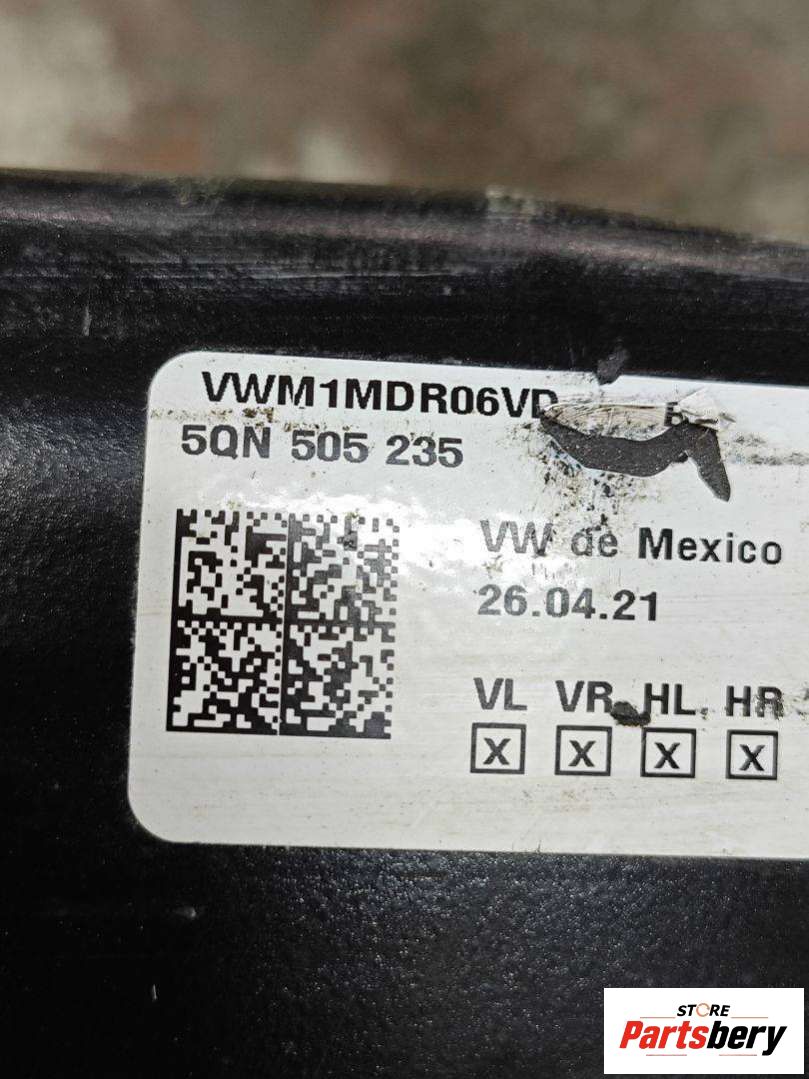 VWM1MDR06VD
5QN 505 235
VW de Mexico
26.04.21
VL VR HL HR
X X X X
STORE
Partsbery